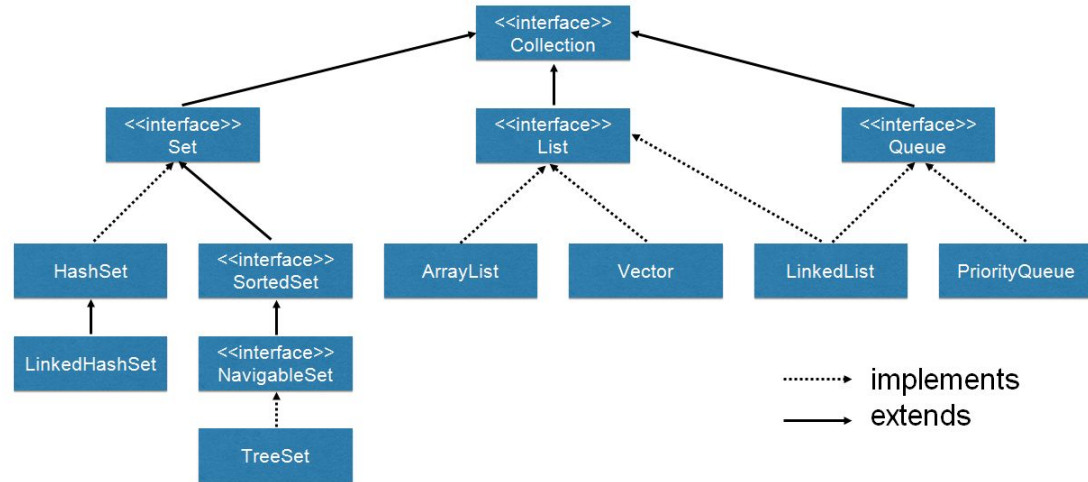 <<interface>>
Collection
<<interface>>
Set
<<interface>>
List
<<interface>>
Queue
HashSet
<<interface>>
SortedSet
ArrayList
Vector
LinkedList
PriorityQueue
LinkedHashSet
<<interface>>
NavigableSet
implements
extends
TreeSet